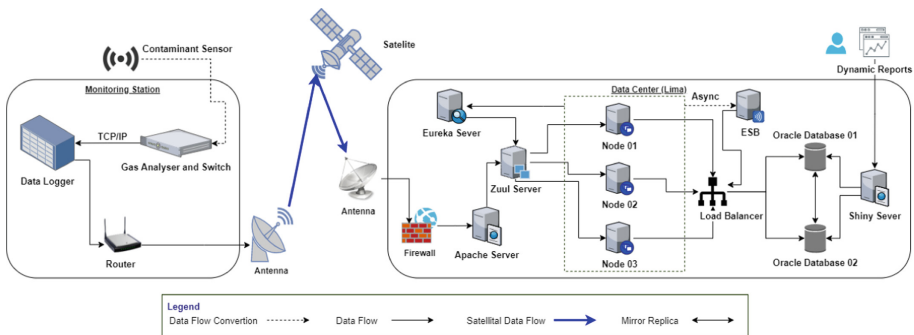 Contaminant Sensor
Satelite
Dynamic Reports
Monitoring Station
Data Center (Lima)
Async
TCP/IP
Eureka Sever
Node 01
ESB
Oracle Database 01
Data Logger
Gas Analyser and Switch
Zuul Server
Node 02
Load Balancer
Shiny Sever
Antenna
Firewall
Apache Server
Node 03
Oracle Database 02
Router
Antenna
Legend
Data Flow Convertion
Data Flow
Satellital Data Flow
Mirror Replica